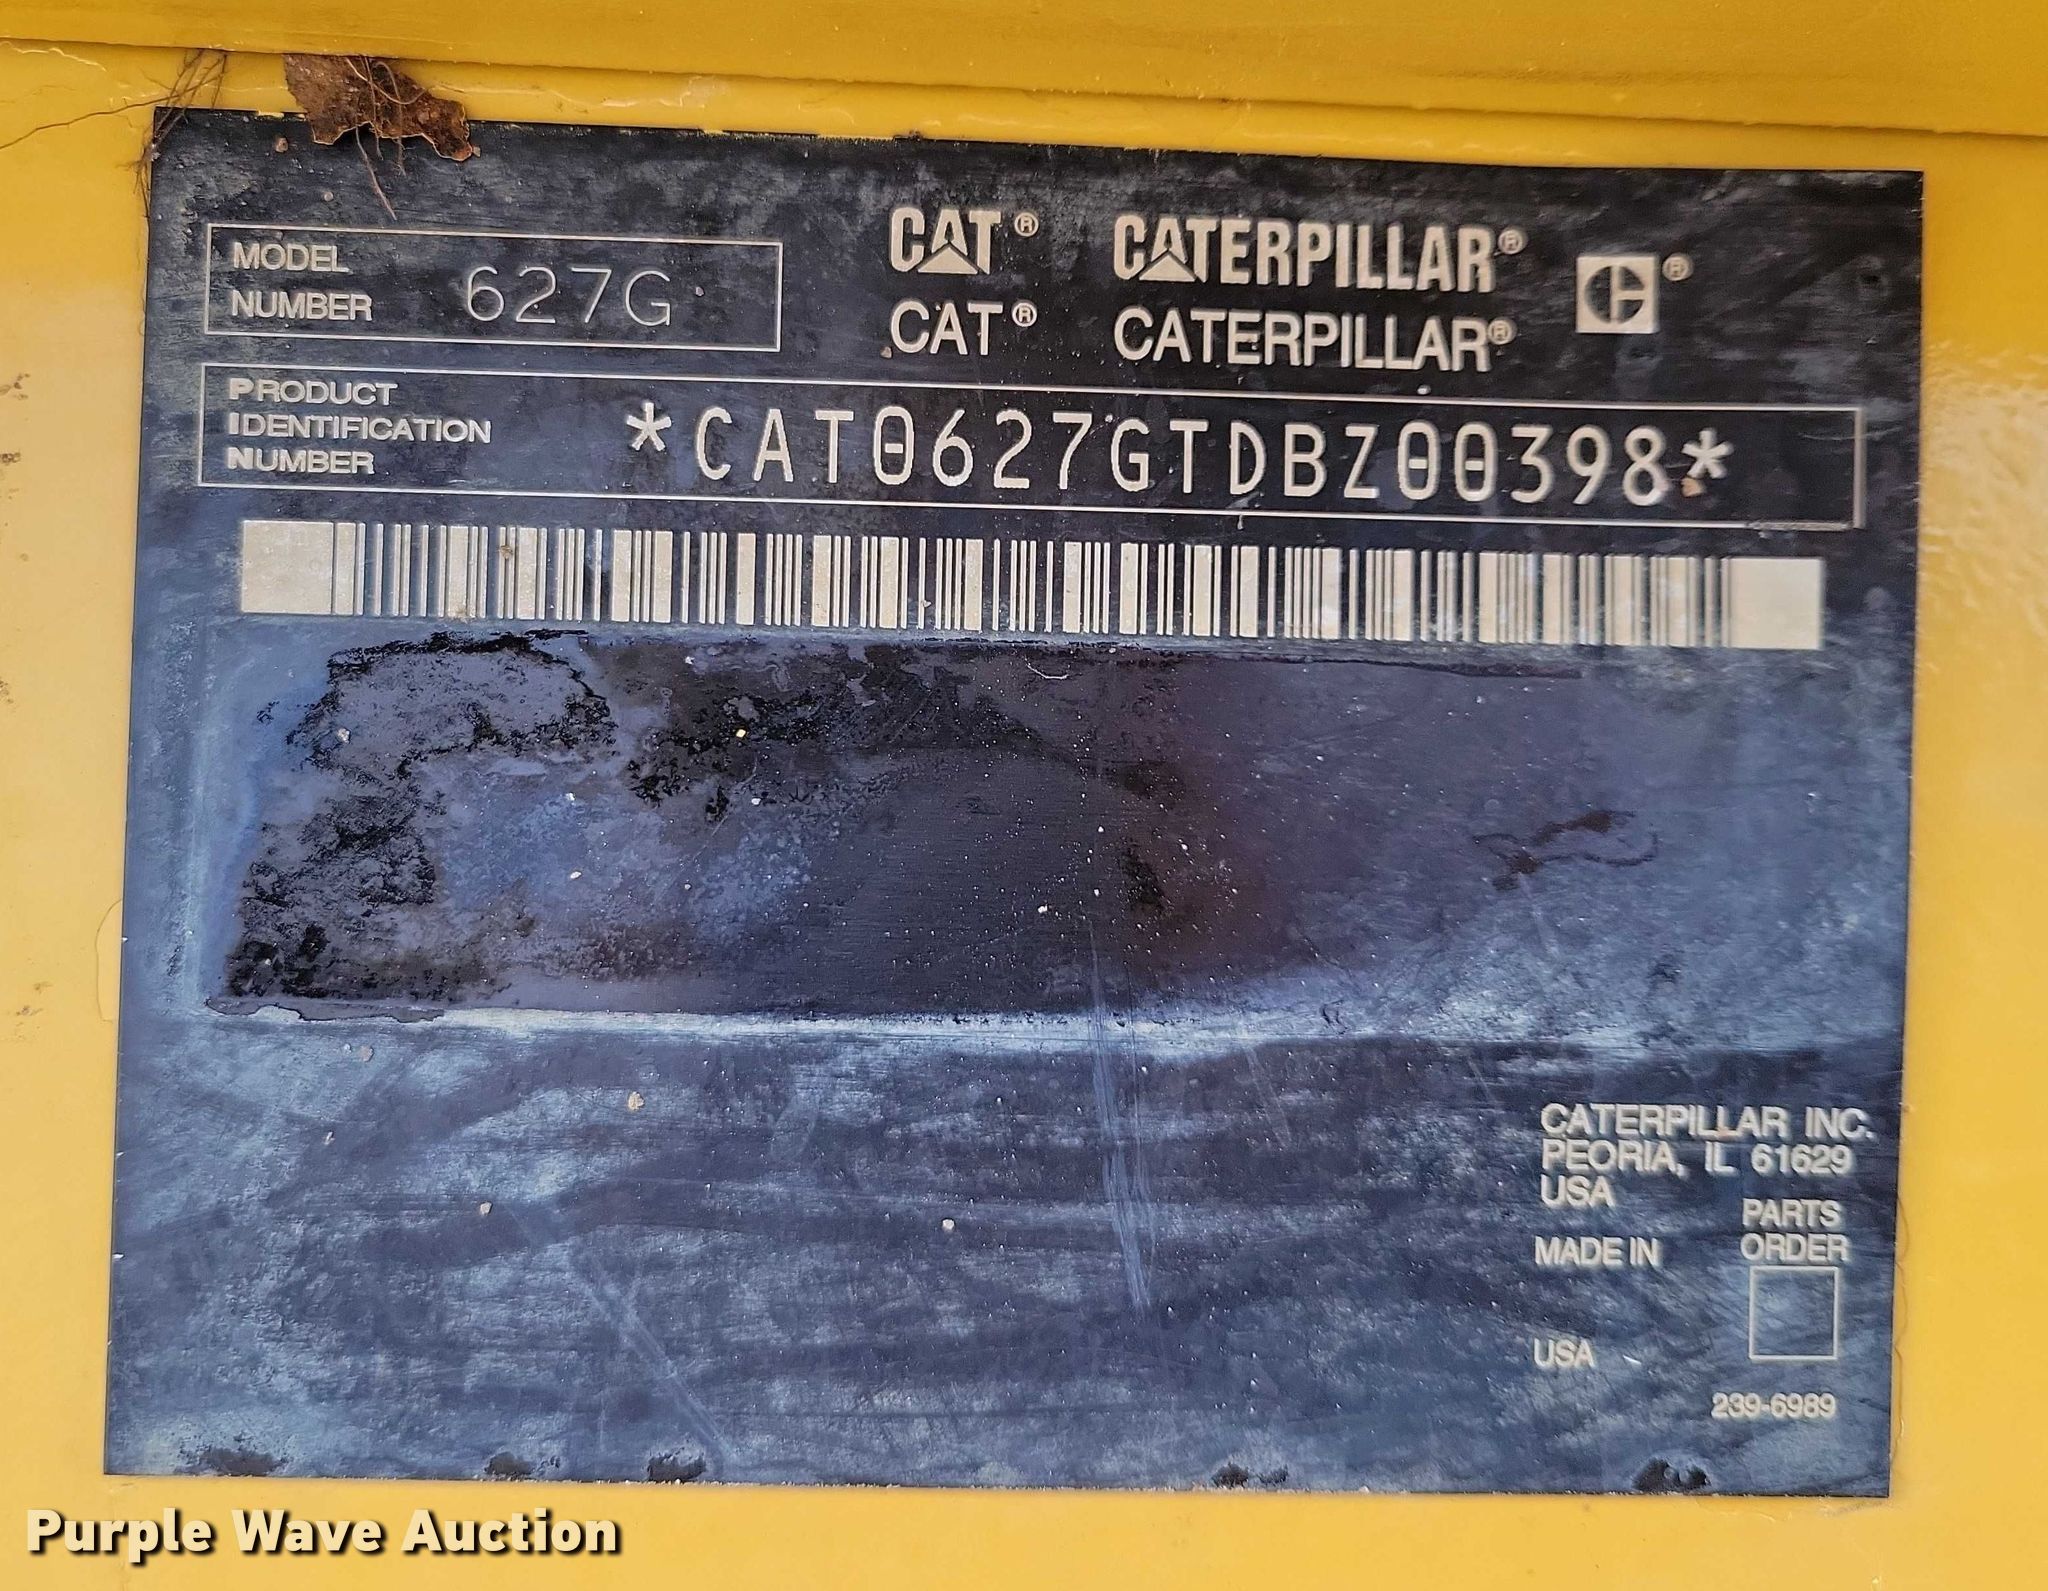 MODEL
NUMBER
627G
CAT® CATERPILLAR® ®
CAT® CATERPILLAR®
PRODUCT
IDENTIFICATION
NUMBER
*CAT0627GTDBZ00398*
CATERPILLAR INC.
PEORIA, IL 61629
USA
PARTS
ORDER
MADE IN
USA
239-6989
Purple Wave Auction